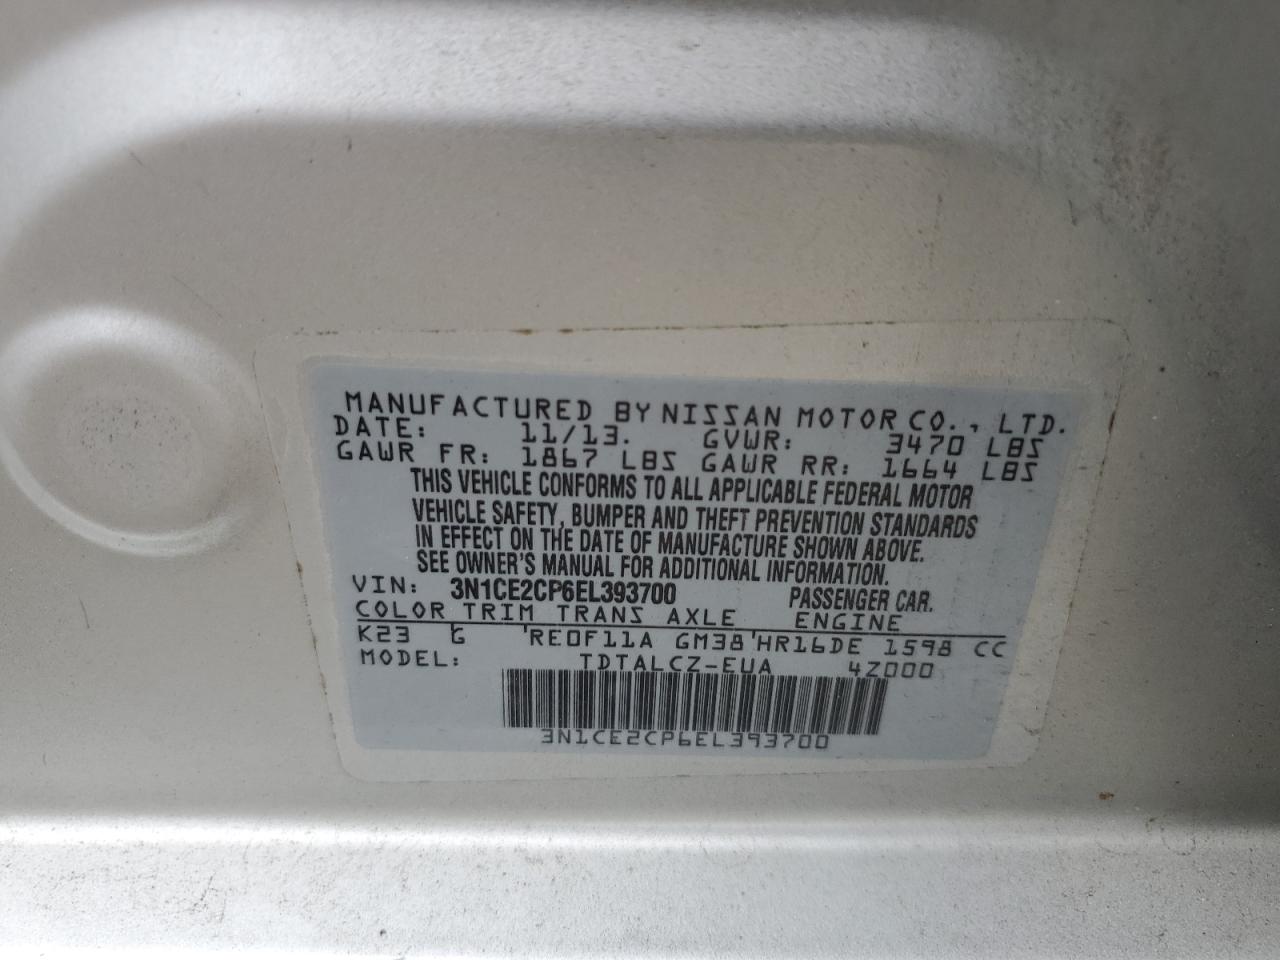 MANUFACTURED BY NISSAN MOTOR CO., LTD.
DATE: 11/13. GVWR: 3470 LBS
GAWR FR: 1867 LBS GAWR RR: 1664 LBS
THIS VEHICLE CONFORMS TO ALL APPLICABLE FEDERAL MOTOR
VEHICLE SAFETY, BUMPER AND THEFT PREVENTION STANDARDS
IN EFFECT ON THE DATE OF MANUFACTURE SHOWN ABOVE.
SEE OWNER'S MANUAL FOR ADDITIONAL INFORMATION.
VIN: 3N1CE2CP6EL393700 PASSENGER CAR.
COLOR TRIM TRANS AXLE ENGINE
K23 G RE0F11A GM38 HR16DE 1598 CC
MODEL: TDTALCZ-EUA 4Z000
3N1CE2CP6EL393700